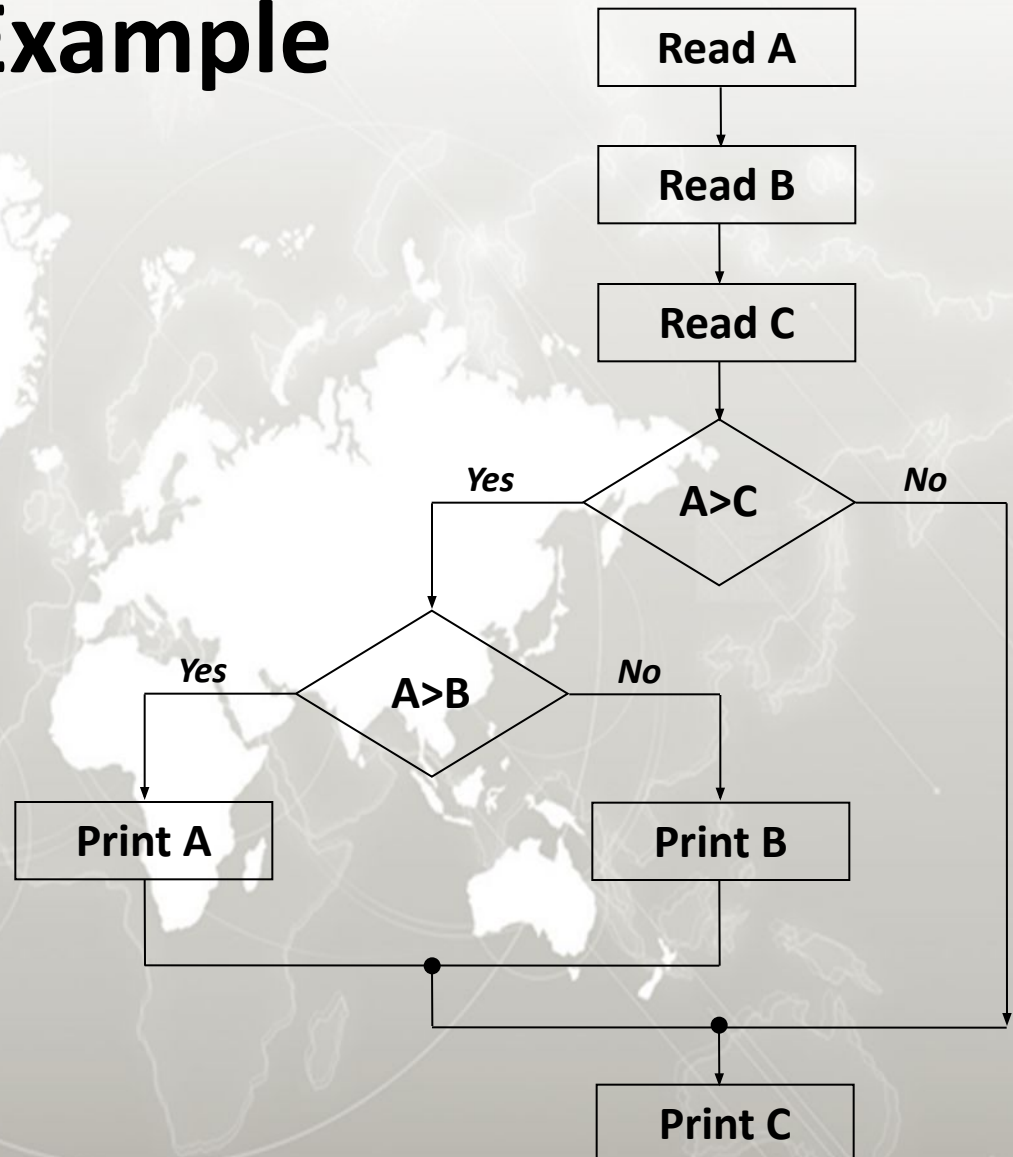 Example
Read A
Read B
Read C
Yes
A>C
No
Yes
A>B
No
Print A
Print B
Print C